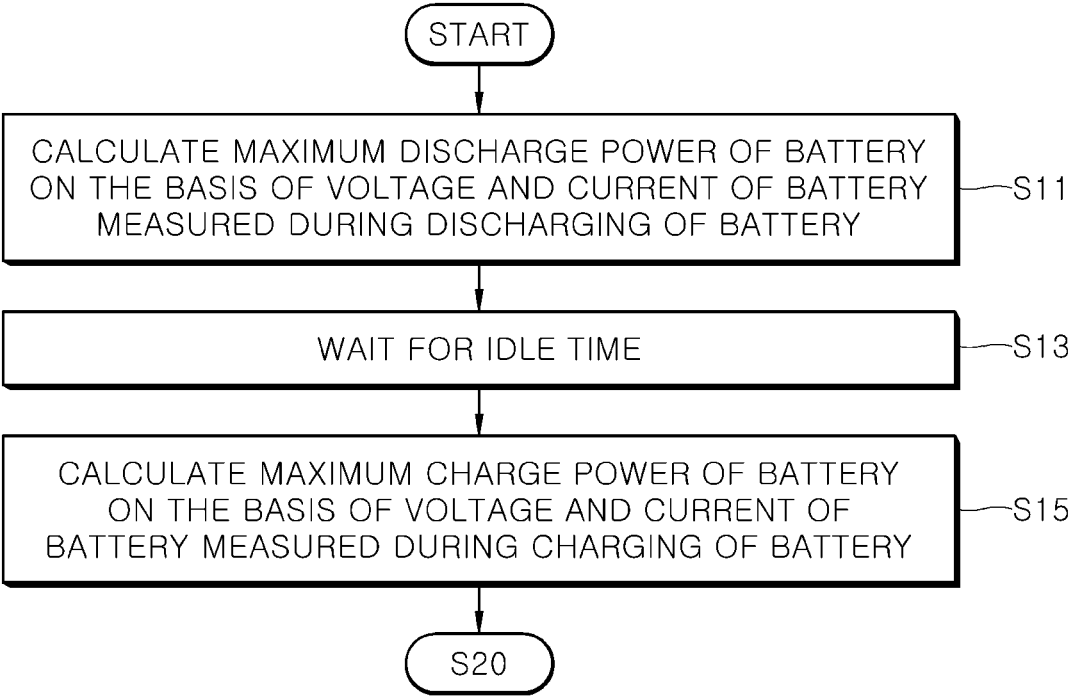 START
CALCULATE MAXIMUM DISCHARGE POWER OF BATTERY
ON THE BASIS OF VOLTAGE AND CURRENT OF BATTERY
MEASURED DURING DISCHARGING OF BATTERY
S11
WAIT FOR IDLE TIME
S13
CALCULATE MAXIMUM CHARGE POWER OF BATTERY
ON THE BASIS OF VOLTAGE AND CURRENT OF
BATTERY MEASURED DURING CHARGING OF BATTERY
S15
S20